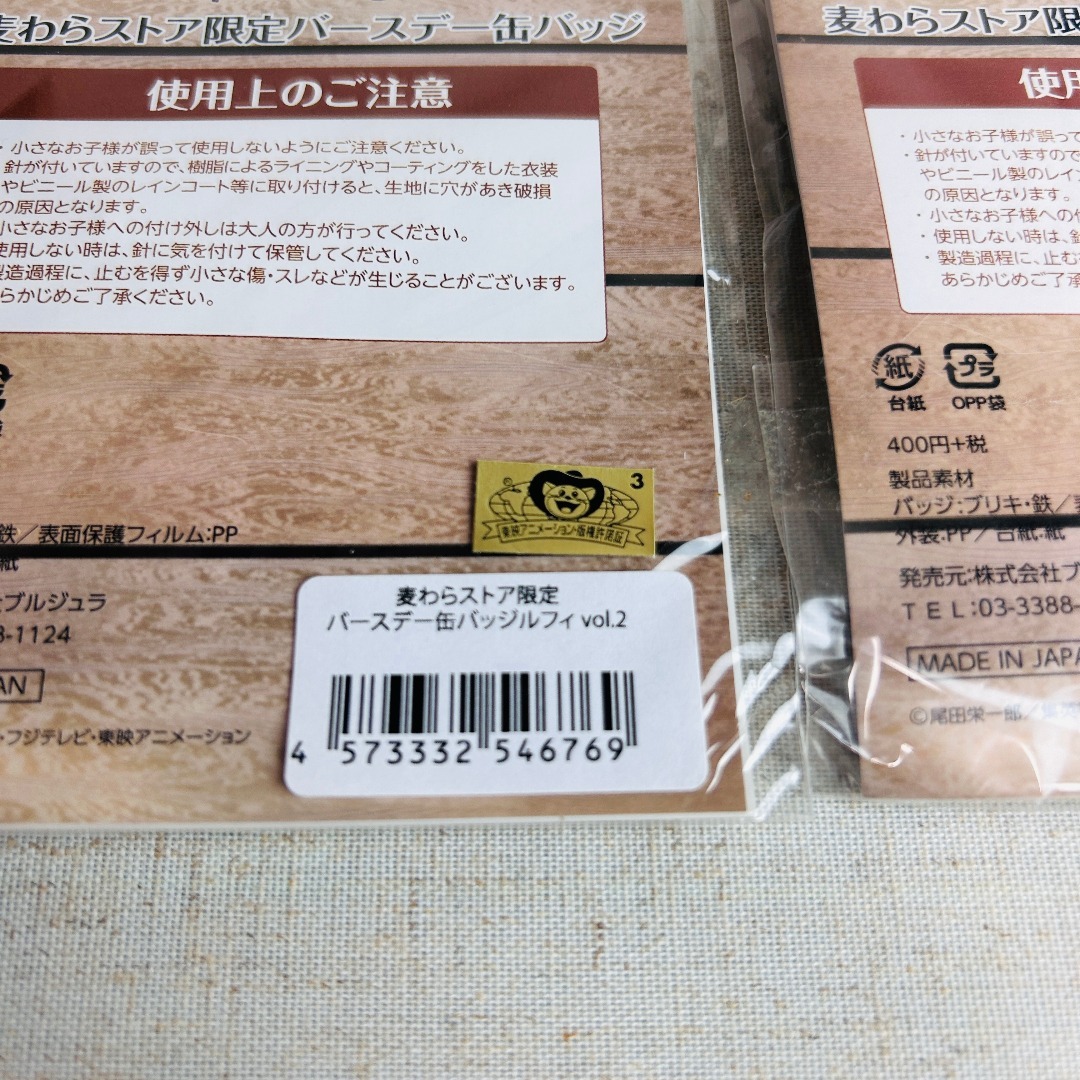 麦わらストア限定バースデー缶バッジ
使用上のご注意
・小さなお子様が誤って使用しないようにご注意ください。
針が付いていますので、樹脂によるライニングやコーティングをした衣装
やビニール製のレインコート等に取り付けると、生地に穴があき破損
の原因となります。
小さなお子様への付け外しは大人の方が行ってください。
使用しない時は、針に気を付けて保管してください。
製造過程に、止むを得ず小さな傷・スレなどが生じることがございます。
らかじめご了承ください。
鉄／表面保護フィルム:PP
紙
ブルジュラ
8-1124
AN
・フジテレビ・東映アニメーション
3
東映アニメーション・版権許諾証
麦わらストア限定
バースデー缶バッジルフィ vol.2
4 573332 546769
麦わらストア限
使用
・小さなお子様が誤って
・針が付いていますので
やビニール製のレイン
の原因となります。
・小さなお子様への付
・使用しない時は、針
・製造過程に、止む
あらかじめご了承
紙
プラ
台紙 OPP袋
400円+税
製品素材
バッジ:ブリキ・鉄／
外装:PP／台紙:紙
発売元:株式会社ブ
TEL:03-3388-
MADE IN JAPA
©尾田栄一郎／集英